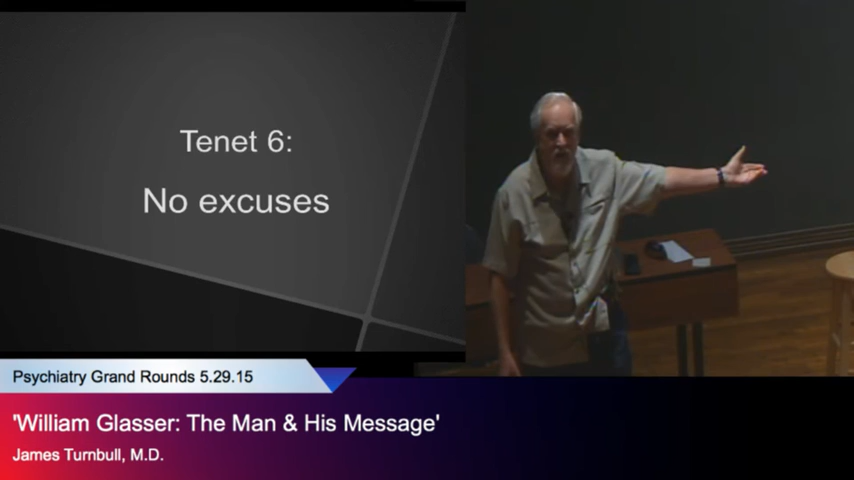 Tenet 6:
No excuses
Psychiatry Grand Rounds 5.29.15
'William Glasser: The Man & His Message'
James Turnbull, M.D.